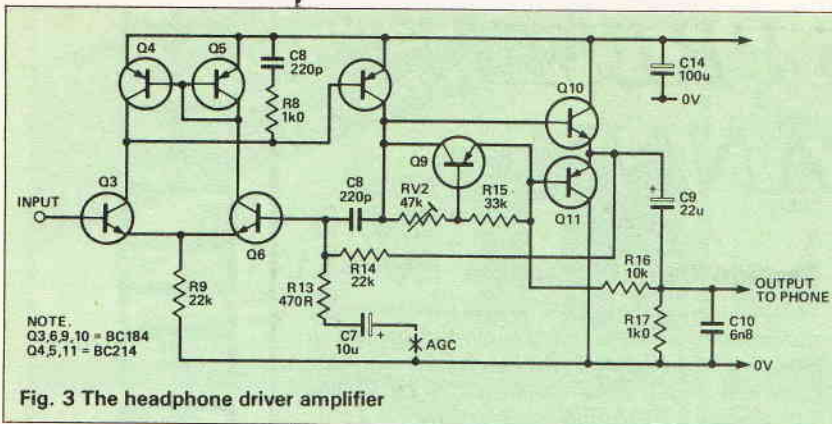 Q4
Q5
C8
220p
R8
1k0
C14
100u
0V
Q10
Q9
INPUT
Q3
C8
220p
RV2
47k
R15
33k
Q11
C9
22u
Q6
R9
22k
R13
470R
R14
22k
R16
10k
OUTPUT
TO PHONE
C7
10u
+
AGC
R17
1k0
C10
6n8
NOTE.
Q3,6,9,10 = BC184
Q4,5,11 = BC214
0V
Fig. 3 The headphone driver amplifier